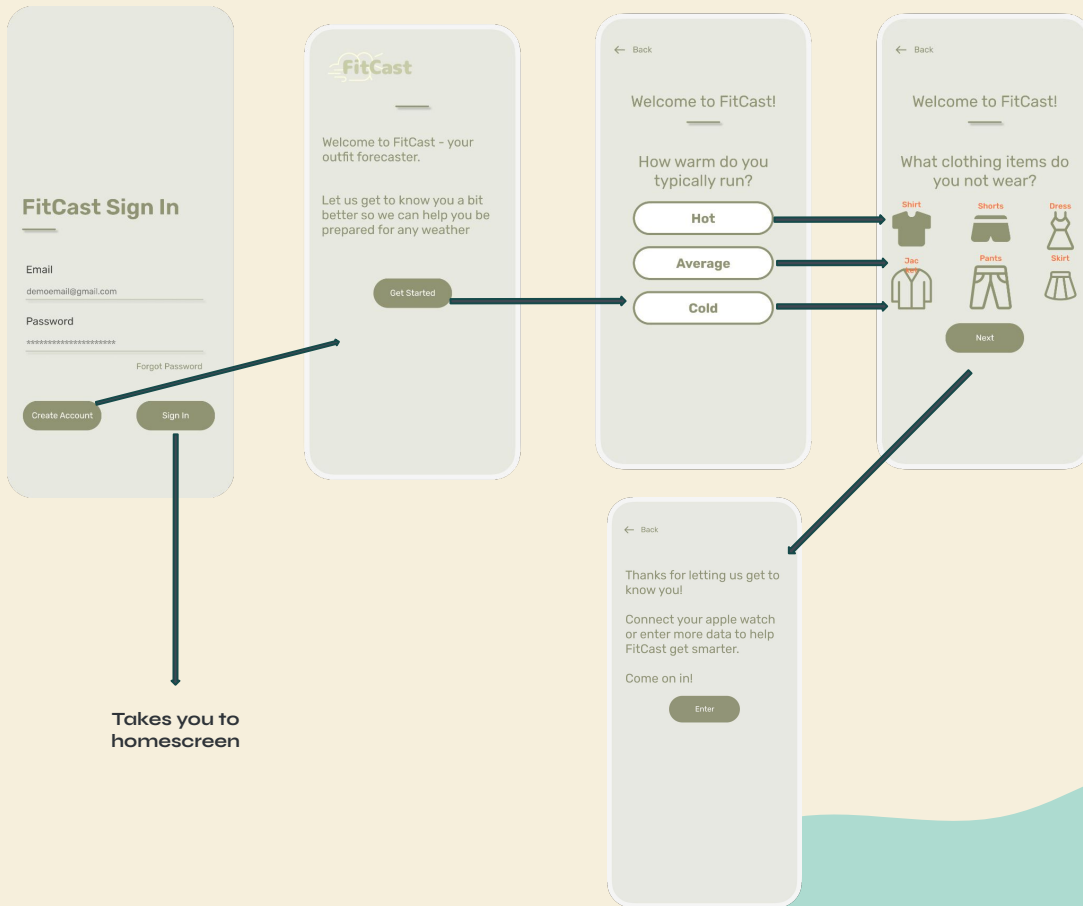 FitCast Sign In
Email
demoemail@gmail.com
Password
*********************
Forgot Password
Create Account
Sign In
Takes you to
homescreen
FitCast
Welcome to FitCast - your
outfit forecaster.
Let us get to know you a bit
better so we can help you be
prepared for any weather
Get Started
← Back
Welcome to FitCast!
How warm do you
typically run?
Hot
Average
Cold
← Back
Welcome to FitCast!
What clothing items do
you not wear?
Shirt
Shorts
Dress
Jac
ket
Pants
Skirt
Next
← Back
Thanks for letting us get to
know you!
Connect your apple watch
or enter more data to help
FitCast get smarter.
Come on in!
Enter